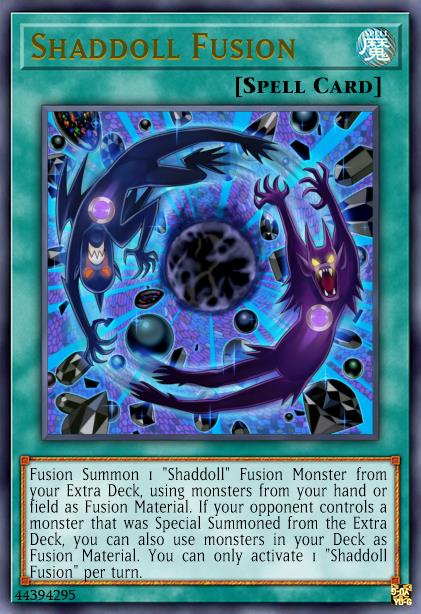 Shaddoll Fusion
SPELL
魔
[Spell Card]
Fusion Summon 1 "Shaddoll" Fusion Monster from
your Extra Deck, using monsters from your hand or
field as Fusion Material. If your opponent controls a
monster that was Special Summoned from the Extra
Deck, you can also use monsters in your Deck as
Fusion Material. You can only activate 1 "Shaddoll
Fusion" per turn.
44394295